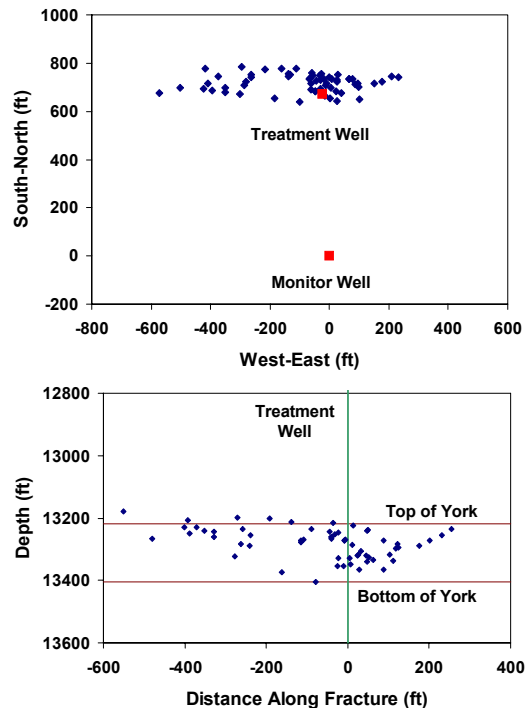 South-North (ft)
1000
800
600
400
200
0
-200
Treatment Well
Monitor Well
-800 -600 -400 -200 0 200 400 600
West-East (ft)
Depth (ft)
12800
13000
13200
13400
13600
Treatment
Well
Top of York
Bottom of York
-600 -400 -200 0 200 400
Distance Along Fracture (ft)